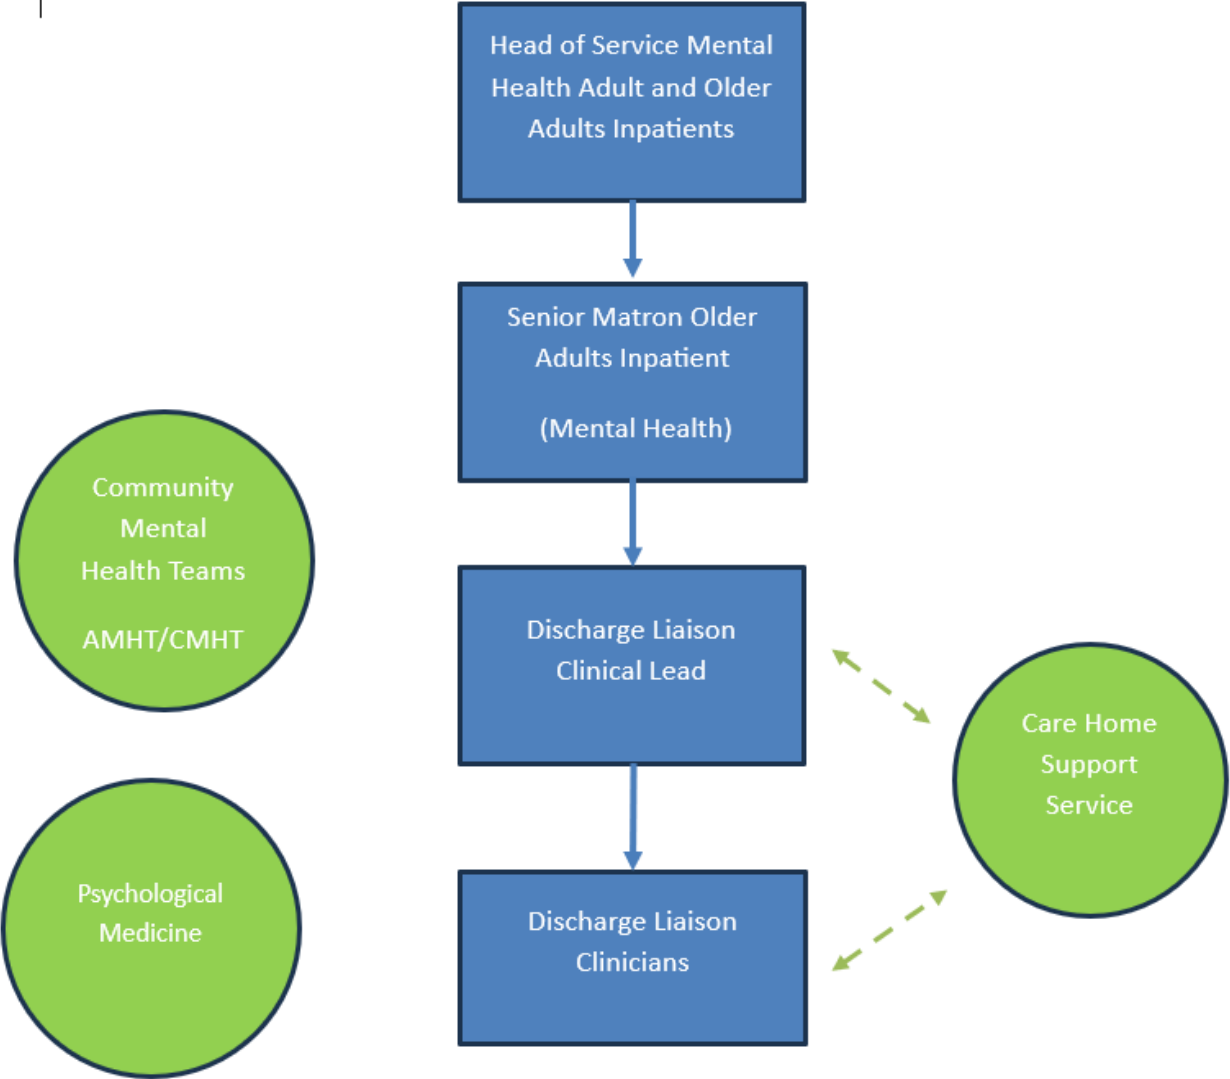 Head of Service Mental
Health Adult and Older
Adults Inpatients
Senior Matron Older
Adults Inpatient
(Mental Health)
Community
Mental
Health Teams
AMHT/CMHT
Discharge Liaison
Clinical Lead
Care Home
Support
Service
Psychological
Medicine
Discharge Liaison
Clinicians